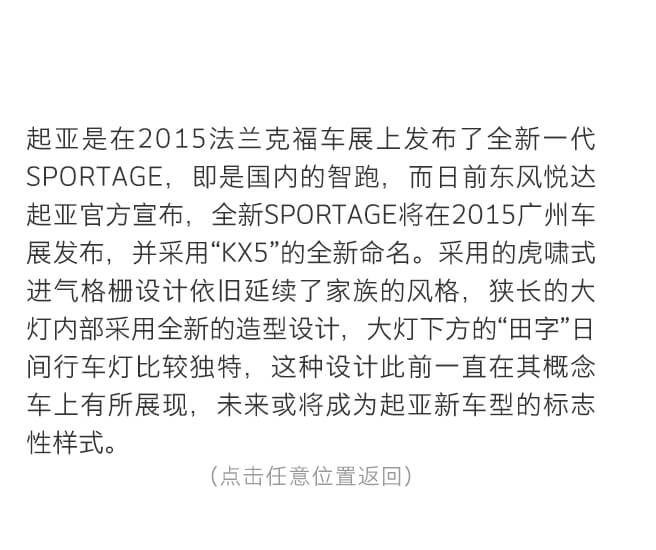 起亚是在2015法兰克福车展上发布了全新一代
SPORTAGE，即是国内的智跑，而日前东风悦达
起亚官方宣布，全新SPORTAGE将在2015广州车
展发布，并采用“KX5”的全新命名。采用的虎啸式
进气格栅设计依旧延续了家族的风格，狭长的大
灯内部采用全新的造型设计，大灯下方的“田字”日
间行车灯比较独特，这种设计此前一直在其概念
车上有所展现，未来或将成为起亚新车型的标志
性样式。
（点击任意位置返回）